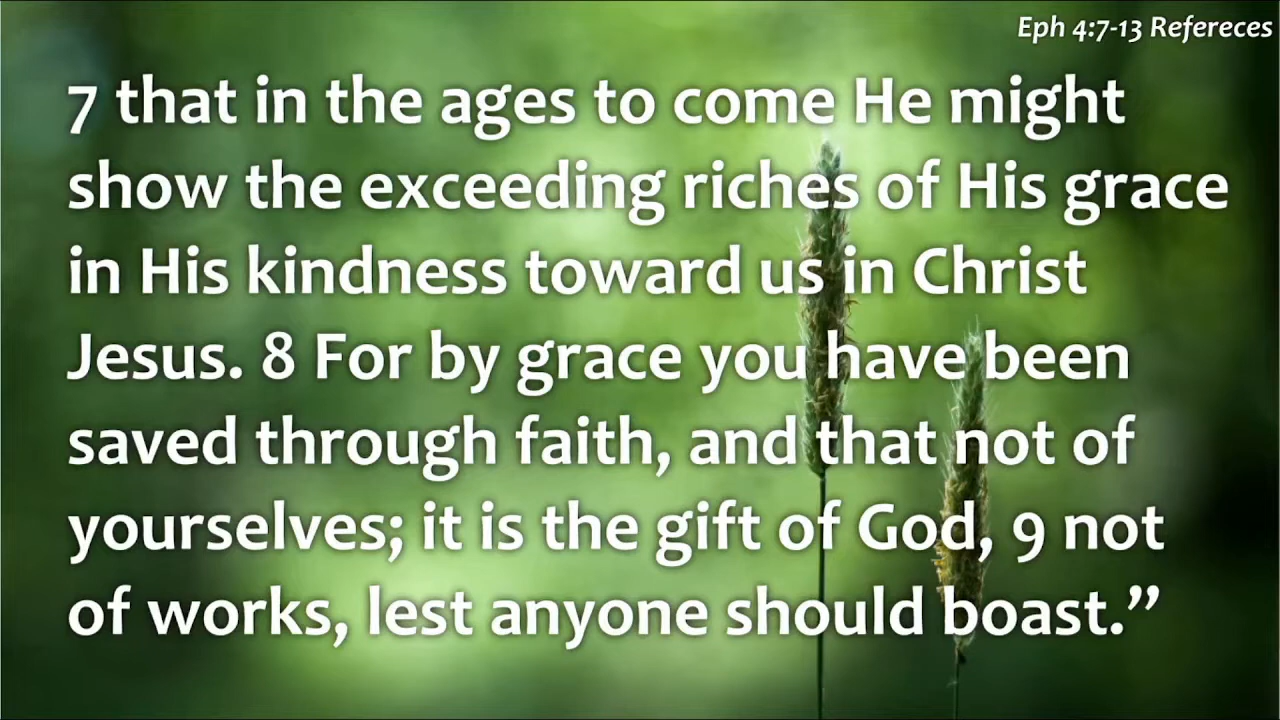 Eph 4:7-13 Refereces
7 that in the ages to come He might
show the exceeding riches of His grace
in His kindness toward us in Christ
Jesus. 8 For by grace you have been
saved through faith, and that not of
yourselves; it is the gift of God, 9 not
of works, lest anyone should boast.”